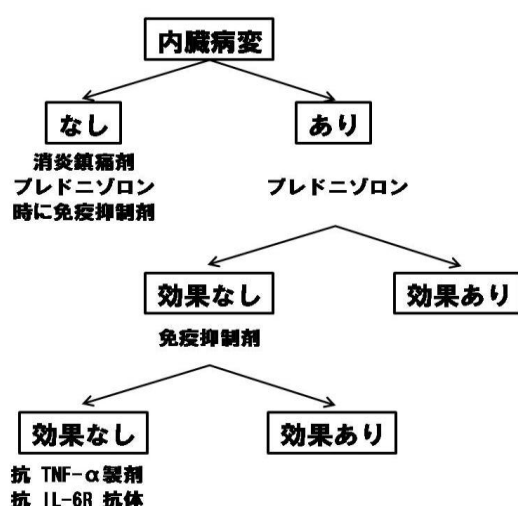 内臓病変
なし
あり
消炎鎮痛剤
プレドニゾロン
時に免疫抑制剤
プレドニゾロン
効果なし
効果あり
免疫抑制剤
効果なし
効果あり
抗 TNF-α製剤
抗 IL-6R 抗体